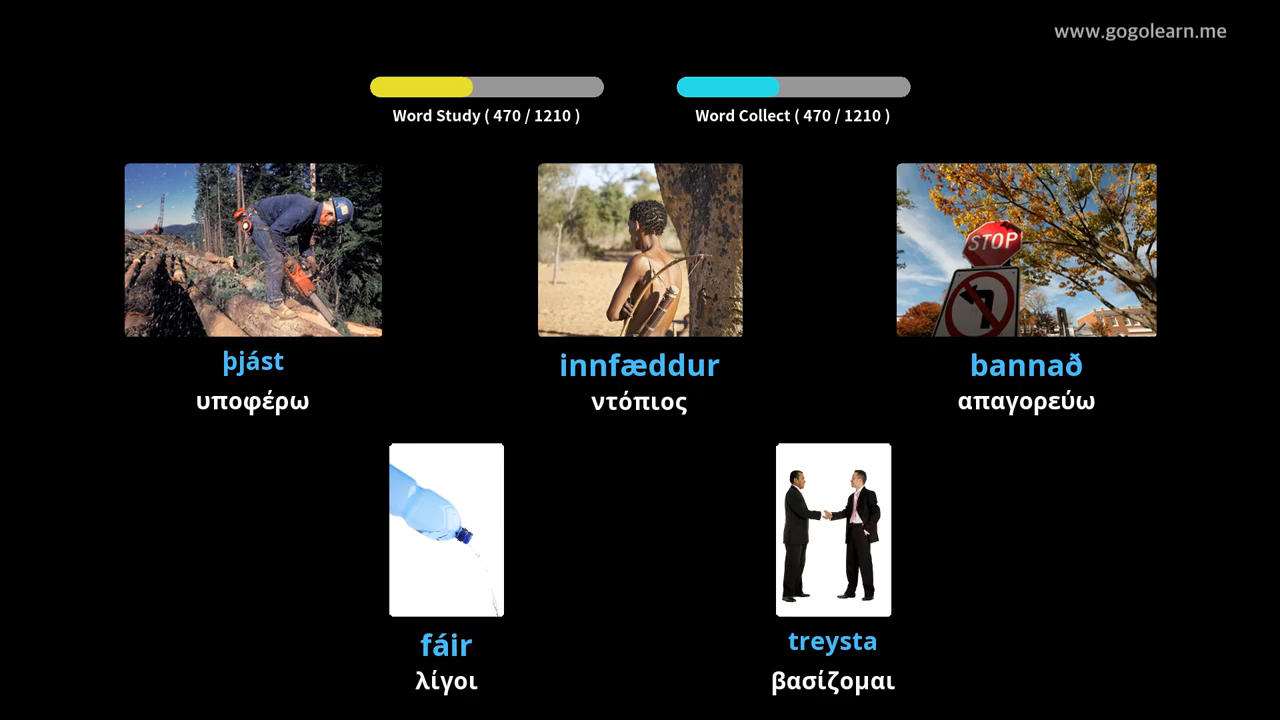 www.gogolearn.me
Word Study ( 470 / 1210 )
Word Collect ( 470 / 1210 )
STOP
þjást
innfæddur
bannað
υποφέρω
ντόπιος
απαγορεύω
fáir
treysta
λίγοι
βασίζομαι